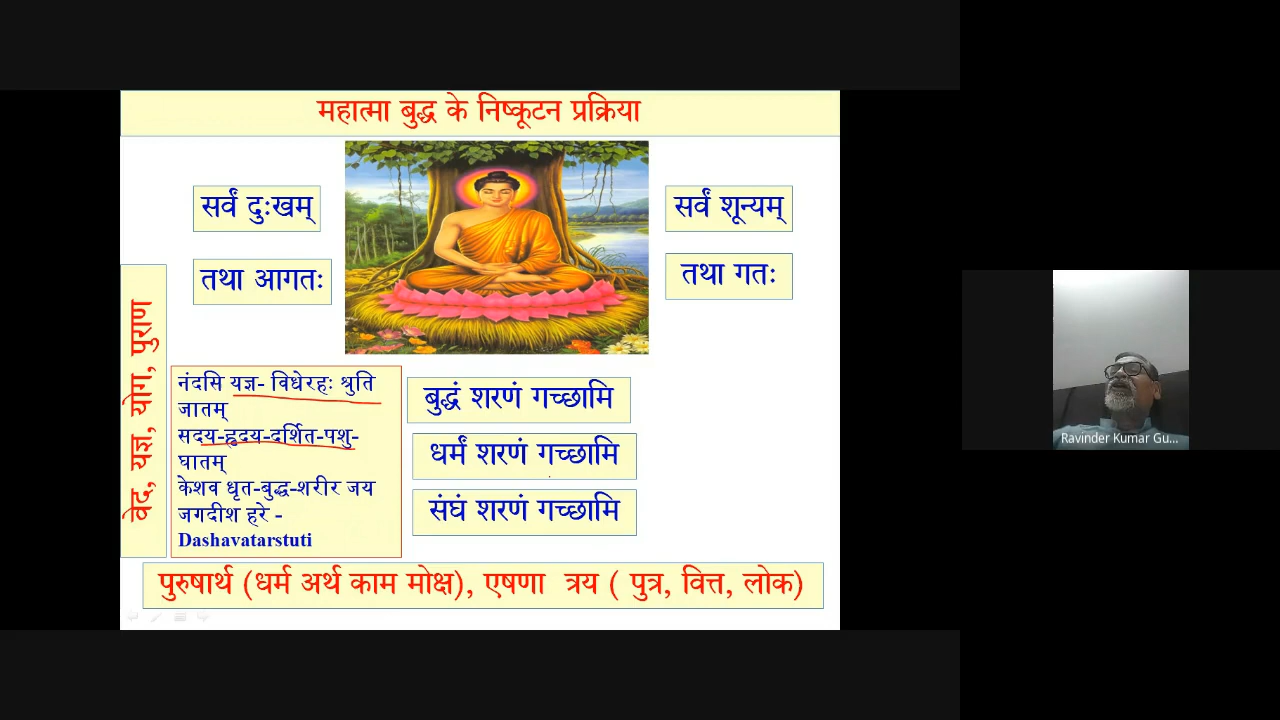 महात्मा बुद्ध के निष्कूटन प्रक्रिया
सर्वं दुःखम्
सर्वं शून्यम्
तथा आगतः
तथा गतः
वेद, यज्ञ, योग, पुराण
नंदसि यज्ञ- विधेरहः श्रुति
जातम्
सदय-हृदय-दर्शित-पशु-
घातम्
केशव धृत-बुद्ध-शरीर जय
जगदीश हरे -
Dashavatarstuti
बुद्धं शरणं गच्छामि
धर्मं शरणं गच्छामि
संघं शरणं गच्छामि
पुरुषार्थ (धर्म अर्थ काम मोक्ष), एषणा त्रय ( पुत्र, वित्त, लोक)
Ravinder Kumar Gu...